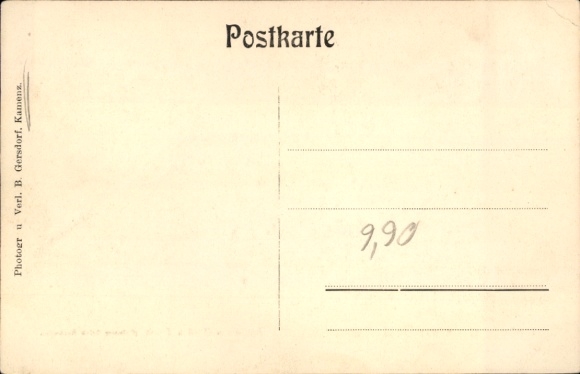 Postkarte
Photogr u Verl. B. Gersdorf, Kamenz.
9,90